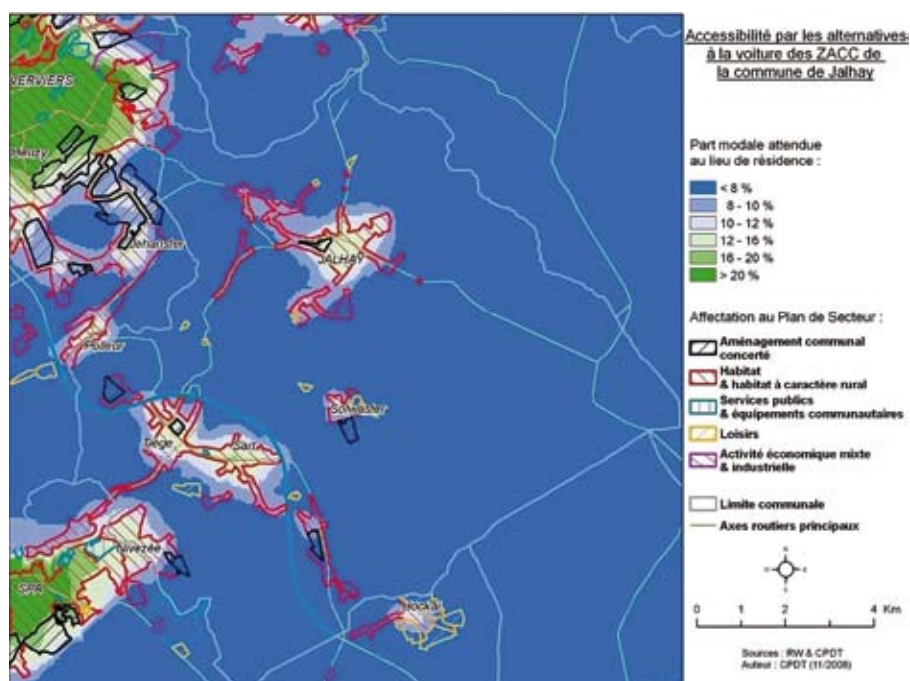 Accessibilité par les alternatives
à la voiture des ZACC de
la commune de Jalhay
Part modale attendue
au lieu de résidence :
< 8 %
8 - 10 %
10 - 12 %
12 - 16 %
16 - 20 %
> 20 %
Affectation au Plan de Secteur :
Aménagement communal
concerté
Habitat
& habitat à caractère rural
Services publics
& équipements communautaires
Loisirs
Activité économique mixte
& industrielle
Limite communale
Axes routiers principaux
N
E
S
0 1 2 4 Km
Sources : RW & CPDT
Auteur : CPDT (11/2008)
VERVIERS
Heusy
Jehanster
JALHAY
Polleur
Solwaster
Tiège
Sart
Nivezée
SPA
Hockai